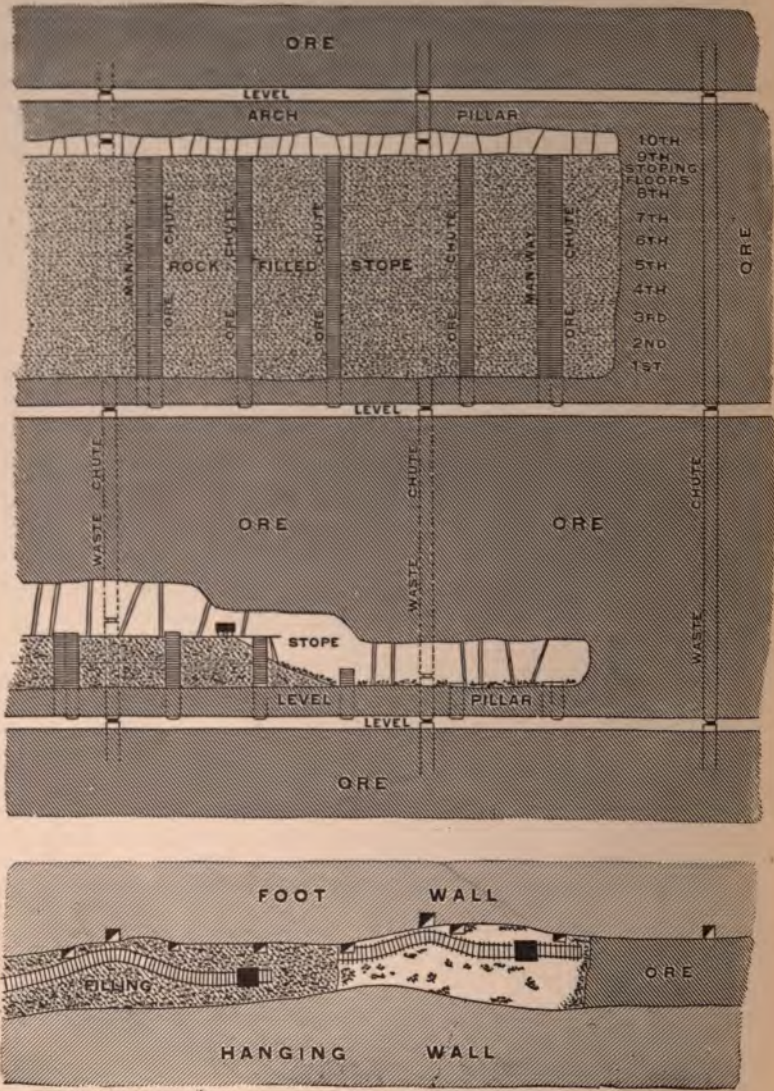 ORE
LEVEL
ARCH PILLAR
10TH
9TH
STOPING
FLOORS
8TH
7TH
6TH
5TH
4TH
3RD
2ND
1ST
MAN-WAY
ORE CHUTE
ORE CHUTE
ORE CHUTE
ORE CHUTE
MAN-WAY
ORE CHUTE
ROCK FILLED STOPE
ORE
LEVEL
WASTE CHUTE
WASTE CHUTE
WASTE CHUTE
ORE ORE
STOPE
LEVEL PILLAR
LEVEL
ORE
FOOT WALL
FILLING
ORE
HANGING WALL